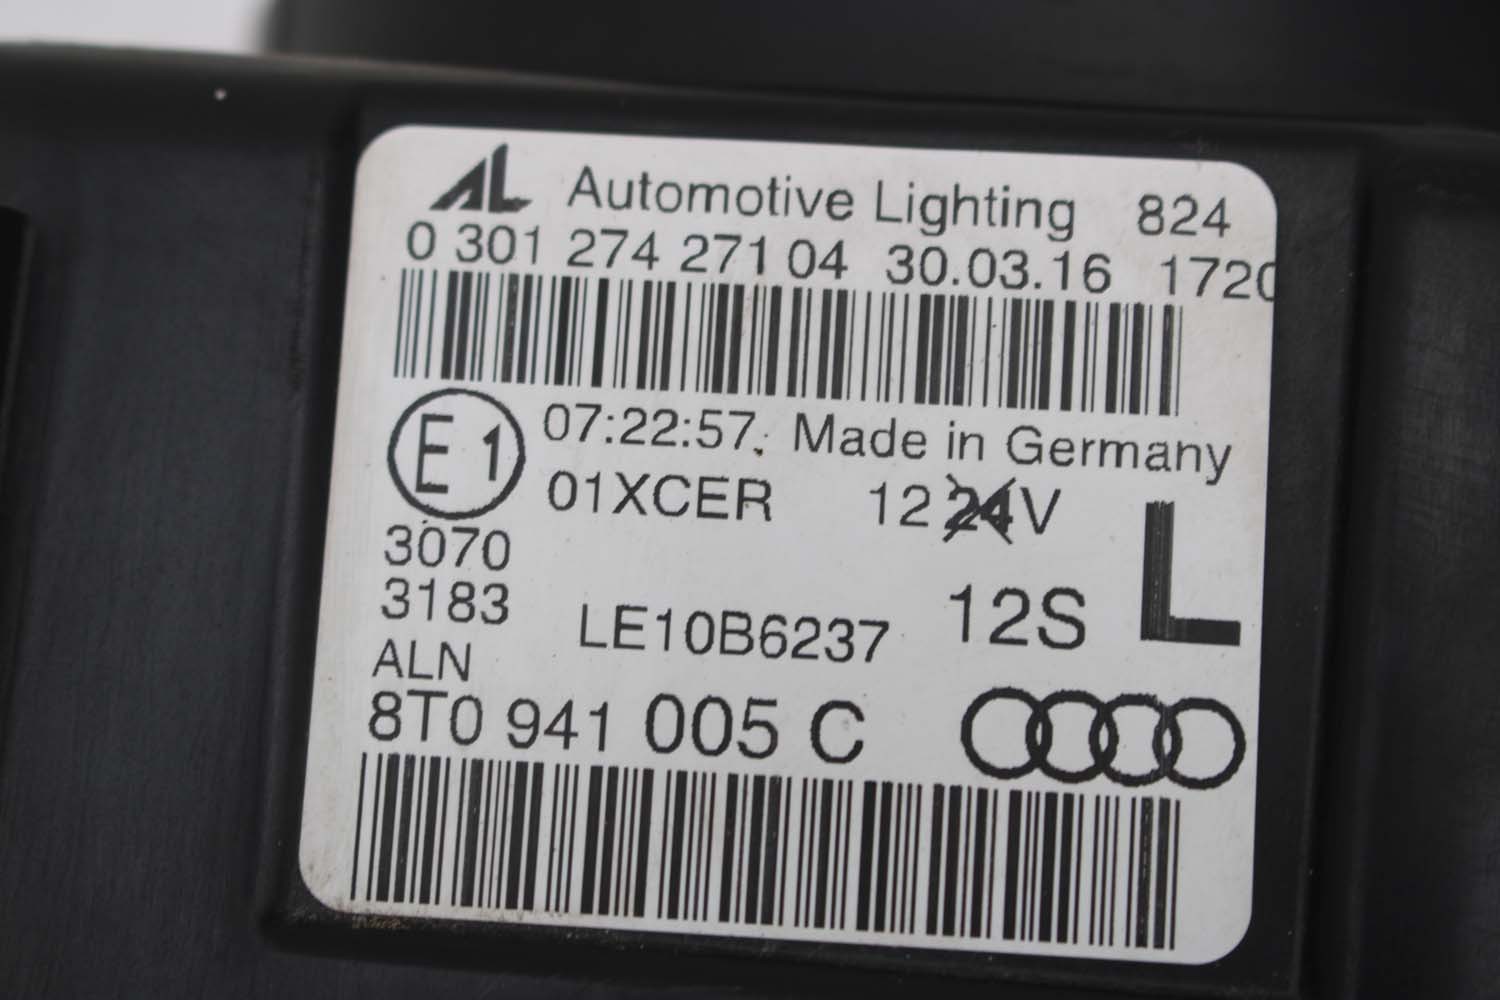 AL Automotive Lighting 824
0 301 274 271 04 30.03.16 1720
E1 07:22:57 Made in Germany
01XCER 12 24 V
3070
3183 LE10B6237 12S L
ALN
8T0 941 005 C